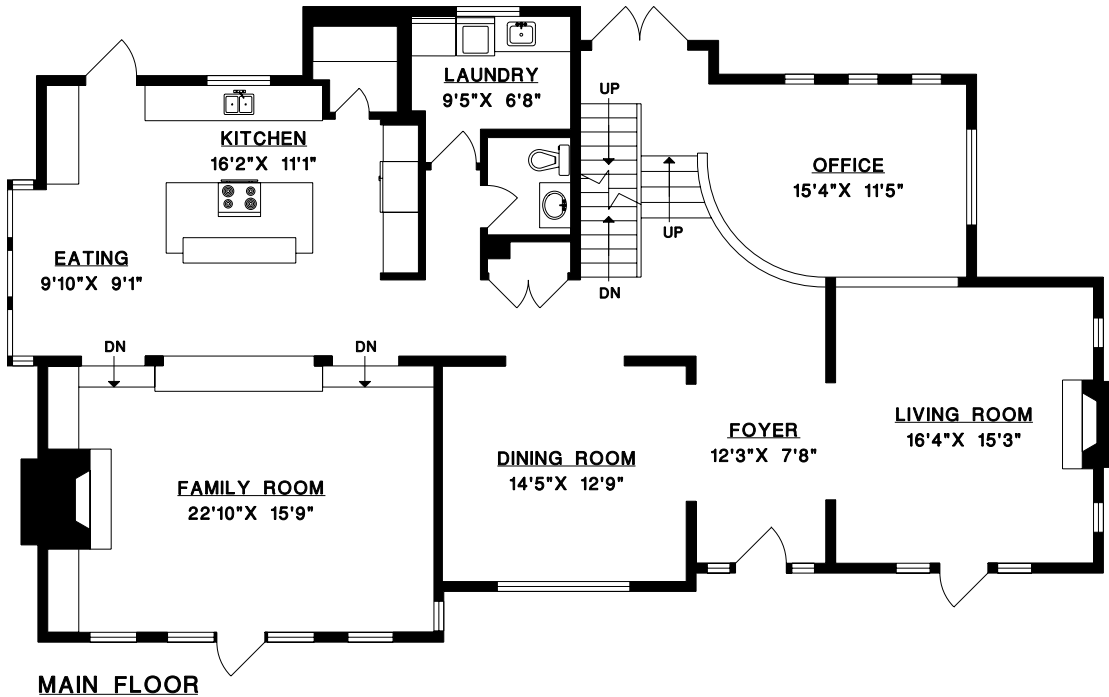 LAUNDRY
9'5"X 6'8"
UP
KITCHEN
16'2"X 11'1"
OFFICE
15'4"X 11'5"
UP
EATING
9'10"X 9'1"
DN
DN
DN
LIVING ROOM
16'4"X 15'3"
FOYER
12'3"X 7'8"
DINING ROOM
14'5"X 12'9"
FAMILY ROOM
22'10"X 15'9"
MAIN FLOOR